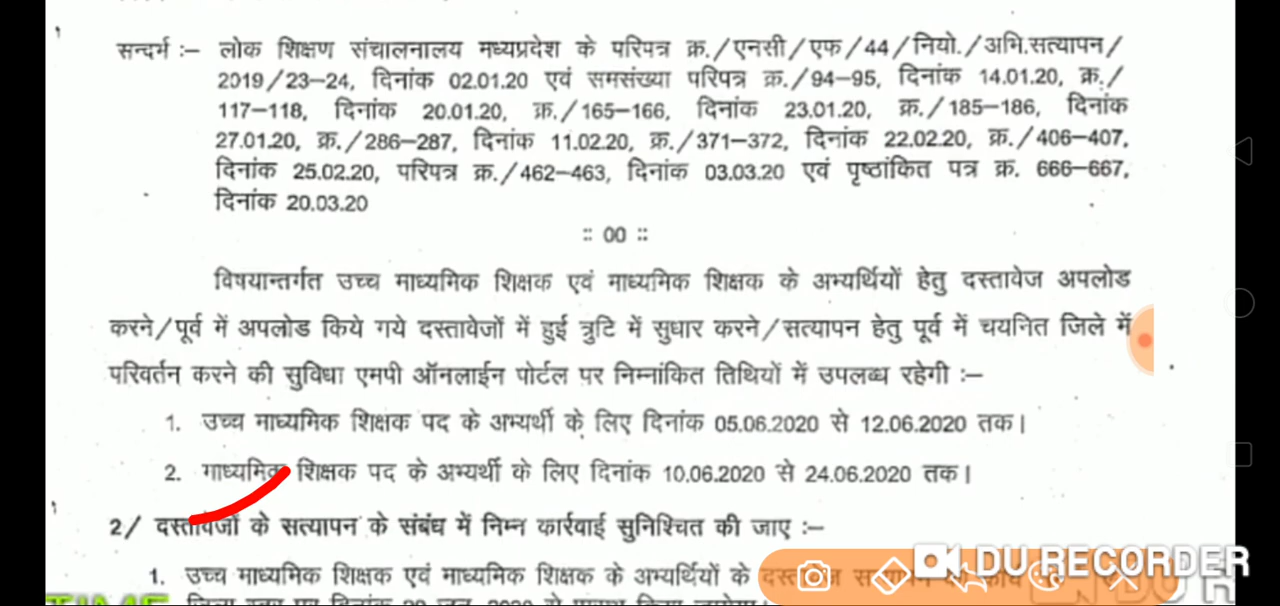 सन्दर्भ :– लोक शिक्षण संचालनालय मध्यप्रदेश के परिपत्र क्र./एनसी/एफ/44/नियो./अभि.सत्यापन/
2019/23–24, दिनांक 02.01.20 एवं समसंख्या परिपत्र क्र./94–95, दिनांक 14.01.20, क्र./
117–118, दिनांक 20.01.20, क्र./165–166, दिनांक 23.01.20, क्र./185–186, दिनांक
27.01.20, क्र./286–287, दिनांक 11.02.20, क्र./371–372, दिनांक 22.02.20, क्र./406–407,
दिनांक 25.02.20, परिपत्र क्र./462–463, दिनांक 03.03.20 एवं पृष्ठांकित पत्र क्र. 666–667,
दिनांक 20.03.20
:: 00 ::
विषयान्तर्गत उच्च माध्यमिक शिक्षक एवं माध्यमिक शिक्षक के अभ्यर्थियों हेतु दस्तावेज अपलोड
करने/पूर्व में अपलोड किये गये दस्तावेजों में हुई त्रुटि में सुधार करने/सत्यापन हेतु पूर्व में चयनित जिले में
परिवर्तन करने की सुविधा एमपी ऑनलाईन पोर्टल पर निम्नांकित तिथियों में उपलब्ध रहेगी :–
1. उच्च माध्यमिक शिक्षक पद के अभ्यर्थी के लिए दिनांक 05.06.2020 से 12.06.2020 तक।
2. माध्यमिक शिक्षक पद के अभ्यर्थी के लिए दिनांक 10.06.2020 से 24.06.2020 तक।
2/ दस्तावेजों के सत्यापन के संबंध में निम्न कार्रवाई सुनिश्चित की जाए :–
DU RECORDER
1. उच्च माध्यमिक शिक्षक एवं माध्यमिक शिक्षक के अभ्यर्थियों के